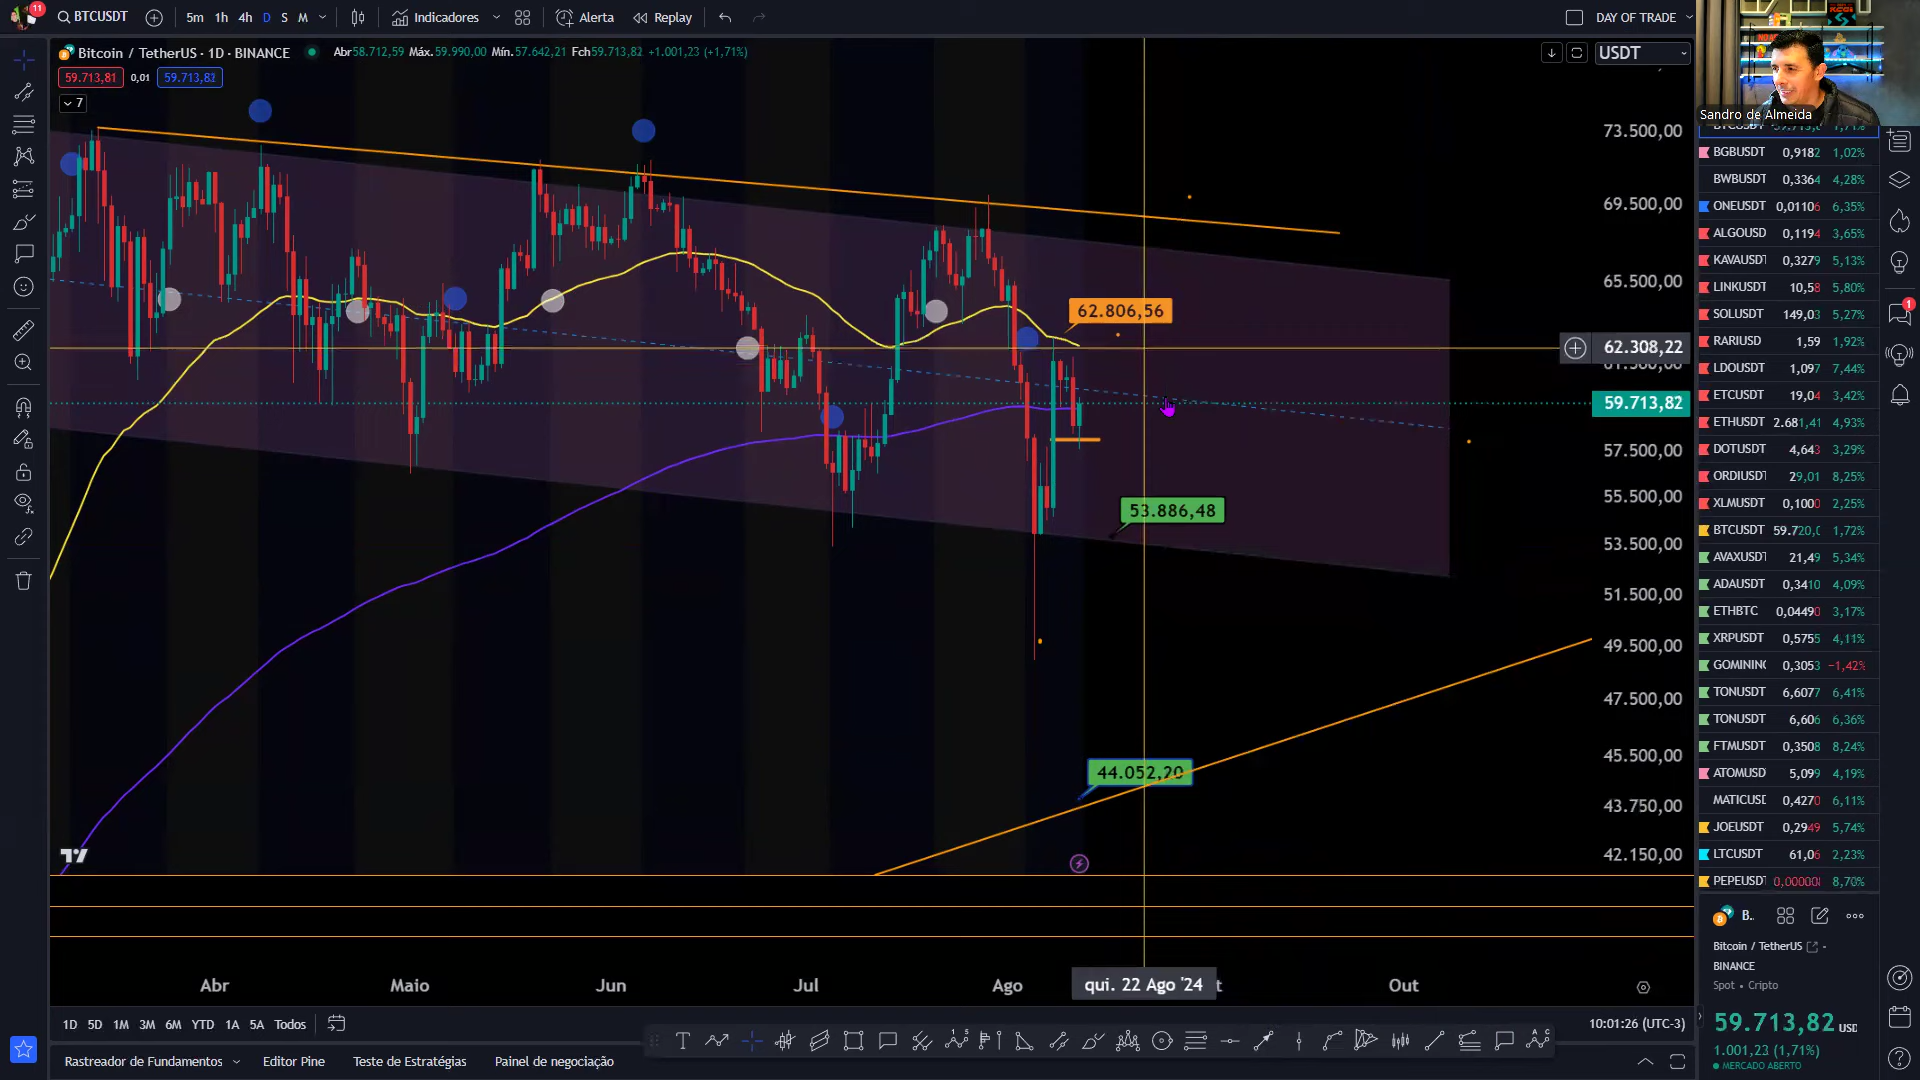 11
BTCUSDT
5m 1h 4h D S M
Indicadores
Alerta
Replay
DAY OF TRADE
Bitcoin / TetherUS · 1D · BINANCE
Abr58.712,59 Máx.59.990,00 Mín.57.642,21 Fch59.713,82 +1.001,23 (+1,71%)
USDT
59.713,81 0,01 59.713,82
7
Sandro de Almeida
73.500,00
69.500,00
65.500,00
62.806,56
62.308,22
59.713,82
57.500,00
55.500,00
53.886,48
53.500,00
51.500,00
49.500,00
47.500,00
45.500,00
44.052,20
43.750,00
42.150,00
Abr Maio Jun Jul Ago qui. 22 Ago '24 Out
BGBUSDT 0,9182 1,02%
BWBUSDT 0,3364 4,28%
ONEUSDT 0,01106 6,35%
ALGOUSD 0,1194 3,65%
KAVAUSDT 0,3279 5,13%
LINKUSDT 10,58 5,80%
SOLUSDT 149,03 5,27%
RARIUSD 1,59 1,92%
LDOUSDT 1,097 7,44%
ETCUSDT 19,04 3,42%
ETHUSDT 2.681,41 4,93%
DOTUSDT 4,643 3,29%
ORDIUSDT 29,01 8,25%
XLMUSDT 0,1000 2,25%
BTCUSDT 59.720,0 1,72%
AVAXUSDT 21,49 5,34%
ADAUSDT 0,3410 4,09%
ETHBTC 0,04490 3,17%
XRPUSDT 0,5755 4,11%
GOMINING 0,3053 −1,42%
TONUSDT 6,6077 6,41%
TONUSDT 6,606 6,36%
FTMUSDT 0,3508 8,24%
ATOMUSD 5,099 4,19%
MATICUSD 0,4270 6,11%
JOEUSDT 0,2949 5,74%
LTCUSDT 61,06 2,23%
PEPEUSDT 0,000008 8,70%
1
B.
Bitcoin / TetherUS
BINANCE
Spot • Cripto
59.713,82 USD
1.001,23 (1,71%)
MERCADO ABERTO
1D 5D 1M 3M 6M YTD 1A 5A Todos
10:01:26 (UTC-3)
Rastreador de Fundamentos
Editor Pine
Teste de Estratégias
Painel de negociação